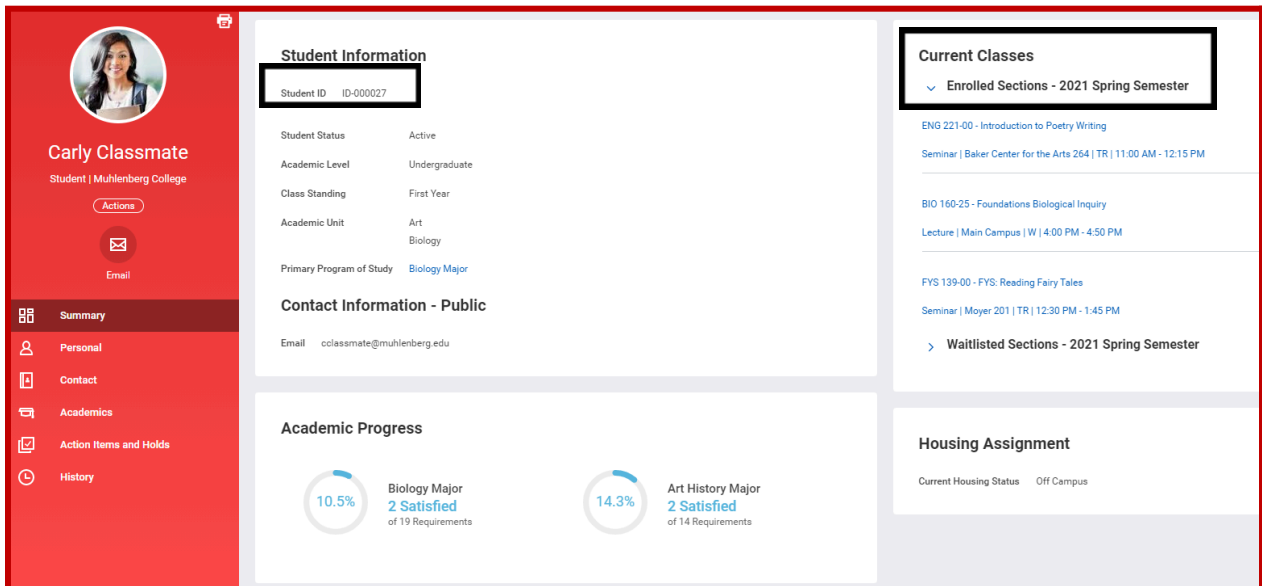 Carly Classmate
Student | Muhlenberg College
Actions
Email
Summary
Personal
Contact
Academics
Action Items and Holds
History
Student Information
Student ID ID-000027
Student Status Active
Academic Level Undergraduate
Class Standing First Year
Academic Unit Art
Biology
Primary Program of Study Biology Major
Contact Information - Public
Email cclassmate@muhlenberg.edu
Academic Progress
10.5%
Biology Major
2 Satisfied
of 19 Requirements
14.3%
Art History Major
2 Satisfied
of 14 Requirements
Current Classes
Enrolled Sections - 2021 Spring Semester
ENG 221-00 - Introduction to Poetry Writing
Seminar | Baker Center for the Arts 264 | TR | 11:00 AM - 12:15 PM
BIO 160-25 - Foundations Biological Inquiry
Lecture | Main Campus | W | 4:00 PM - 4:50 PM
FYS 139-00 - FYS: Reading Fairy Tales
Seminar | Moyer 201 | TR | 12:30 PM - 1:45 PM
Waitlisted Sections - 2021 Spring Semester
Housing Assignment
Current Housing Status Off Campus